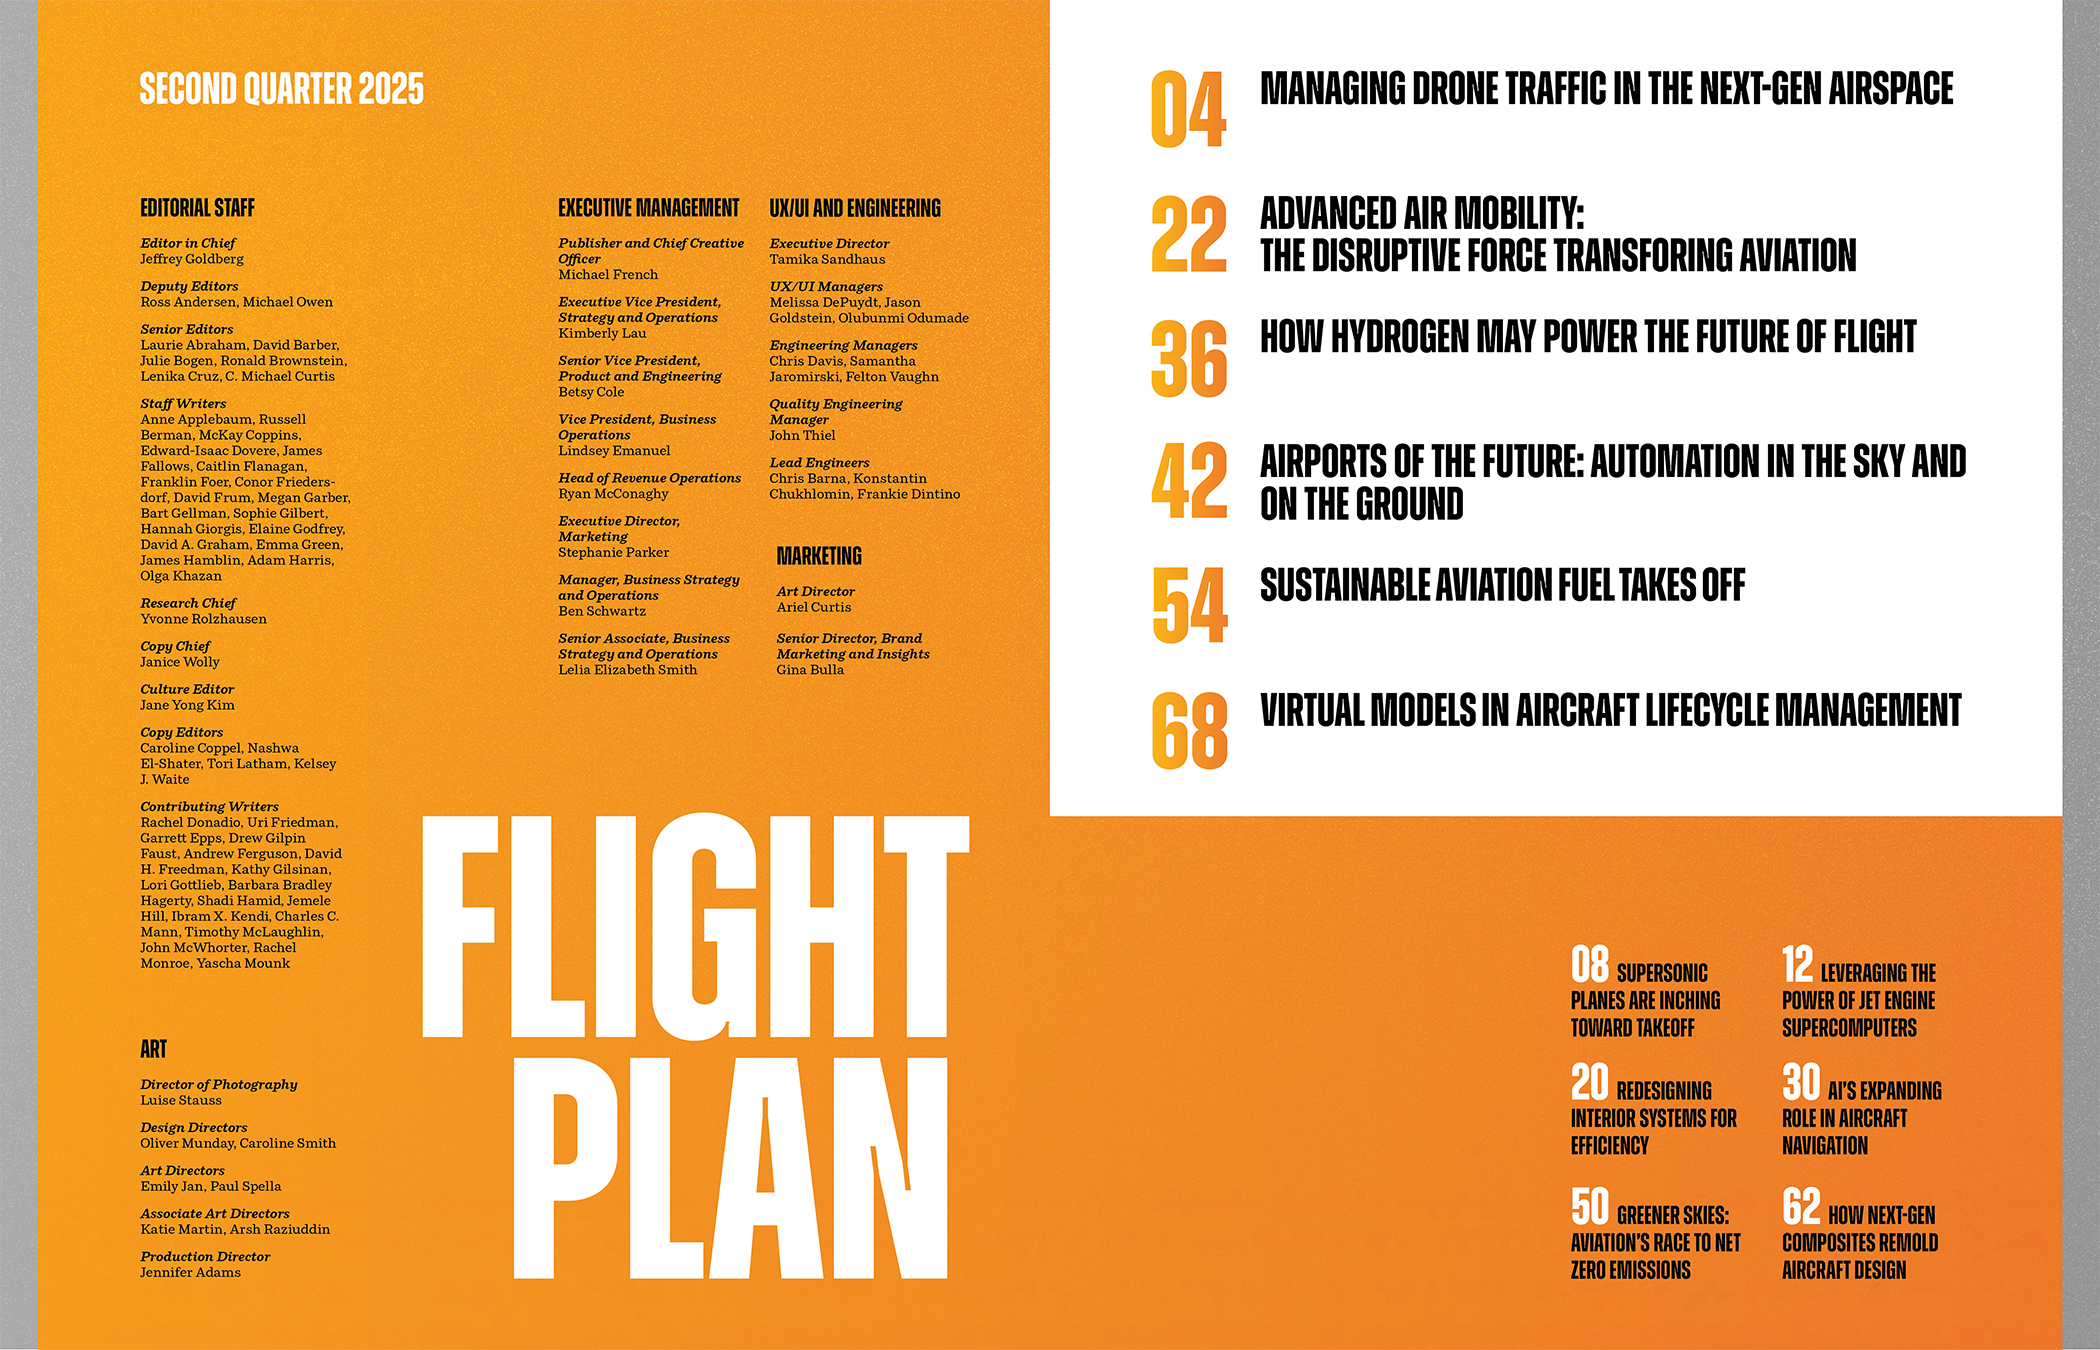 SECOND QUARTER 2025
EDITORIAL STAFF
Editor in Chief
Jeffrey Goldberg
Deputy Editors
Ross Andersen, Michael Owen
Senior Editors
Laurie Abraham, David Barber,
Julie Bogen, Ronald Brownstein,
Lenika Cruz, C. Michael Curtis
Staff Writers
Anne Applebaum, Russell
Berman, McKay Coppins,
Edward-Isaac Dovere, James
Fallows, Caitlin Flanagan,
Franklin Foer, Conor Frieders-
dorf, David Frum, Megan Garber,
Bart Gellman, Sophie Gilbert,
Hannah Giorgis, Elaine Godfrey,
David A. Graham, Emma Green,
James Hamblin, Adam Harris,
Olga Khazan
Research Chief
Yvonne Rolzhausen
Copy Chief
Janice Wolly
Culture Editor
Jane Yong Kim
Copy Editors
Caroline Coppel, Nashwa
El-Shater, Tori Latham, Kelsey
J. Waite
Contributing Writers
Rachel Donadio, Uri Friedman,
Garrett Epps, Drew Gilpin
Faust, Andrew Ferguson, David
H. Freedman, Kathy Gilsinan,
Lori Gottlieb, Barbara Bradley
Hagerty, Shadi Hamid, Jemele
Hill, Ibram X. Kendi, Charles C.
Mann, Timothy McLaughlin,
John McWhorter, Rachel
Monroe, Yascha Mounk
ART
Director of Photography
Luise Stauss
Design Directors
Oliver Munday, Caroline Smith
Art Directors
Emily Jan, Paul Spella
Associate Art Directors
Katie Martin, Arsh Raziuddin
Production Director
Jennifer Adams
EXECUTIVE MANAGEMENT
Publisher and Chief Creative
Officer
Michael French
Executive Vice President,
Strategy and Operations
Kimberly Lau
Senior Vice President,
Product and Engineering
Betsy Cole
Vice President, Business
Operations
Lindsey Emanuel
Head of Revenue Operations
Ryan McConaghy
Executive Director,
Marketing
Stephanie Parker
Manager, Business Strategy
and Operations
Ben Schwartz
Senior Associate, Business
Strategy and Operations
Lelia Elizabeth Smith
UX/UI AND ENGINEERING
Executive Director
Tamika Sandhaus
UX/UI Managers
Melissa DePuydt, Jason
Goldstein, Olubunmi Odumade
Engineering Managers
Chris Davis, Samantha
Jaromirski, Felton Vaughn
Quality Engineering
Manager
John Thiel
Lead Engineers
Chris Barna, Konstantin
Chukhlomin, Frankie Dintino
MARKETING
Art Director
Ariel Curtis
Senior Director, Brand
Marketing and Insights
Gina Bulla
FLIGHT
PLAN
04 MANAGING DRONE TRAFFIC IN THE NEXT-GEN AIRSPACE
22 ADVANCED AIR MOBILITY:
THE DISRUPTIVE FORCE TRANSFORING AVIATION
36 HOW HYDROGEN MAY POWER THE FUTURE OF FLIGHT
42 AIRPORTS OF THE FUTURE: AUTOMATION IN THE SKY AND
ON THE GROUND
54 SUSTAINABLE AVIATION FUEL TAKES OFF
68 VIRTUAL MODELS IN AIRCRAFT LIFECYCLE MANAGEMENT
08 SUPERSONIC
PLANES ARE INCHING
TOWARD TAKEOFF
12 LEVERAGING THE
POWER OF JET ENGINE
SUPERCOMPUTERS
20 REDESIGNING
INTERIOR SYSTEMS FOR
EFFICIENCY
30 AI'S EXPANDING
ROLE IN AIRCRAFT
NAVIGATION
50 GREENER SKIES:
AVIATION'S RACE TO NET
ZERO EMISSIONS
62 HOW NEXT-GEN
COMPOSITES REMOLD
AIRCRAFT DESIGN